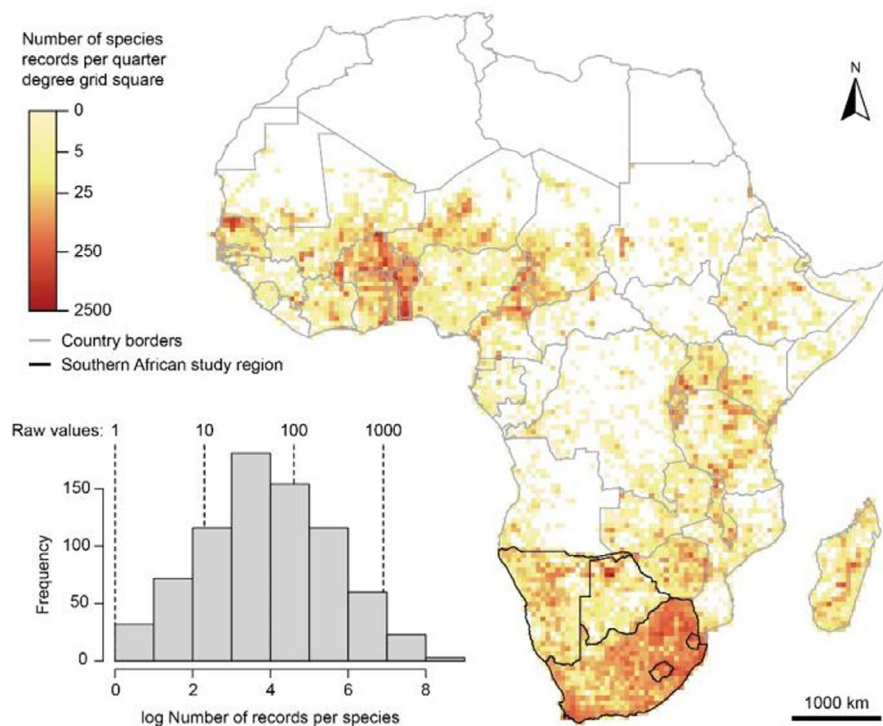 Number of species
records per quarter
degree grid square
0
5
25
250
2500
Country borders
Southern African study region
N
Raw values: 1 10 100 1000
150
100
50
0
Frequency
0 2 4 6 8
log Number of records per species
1000 km